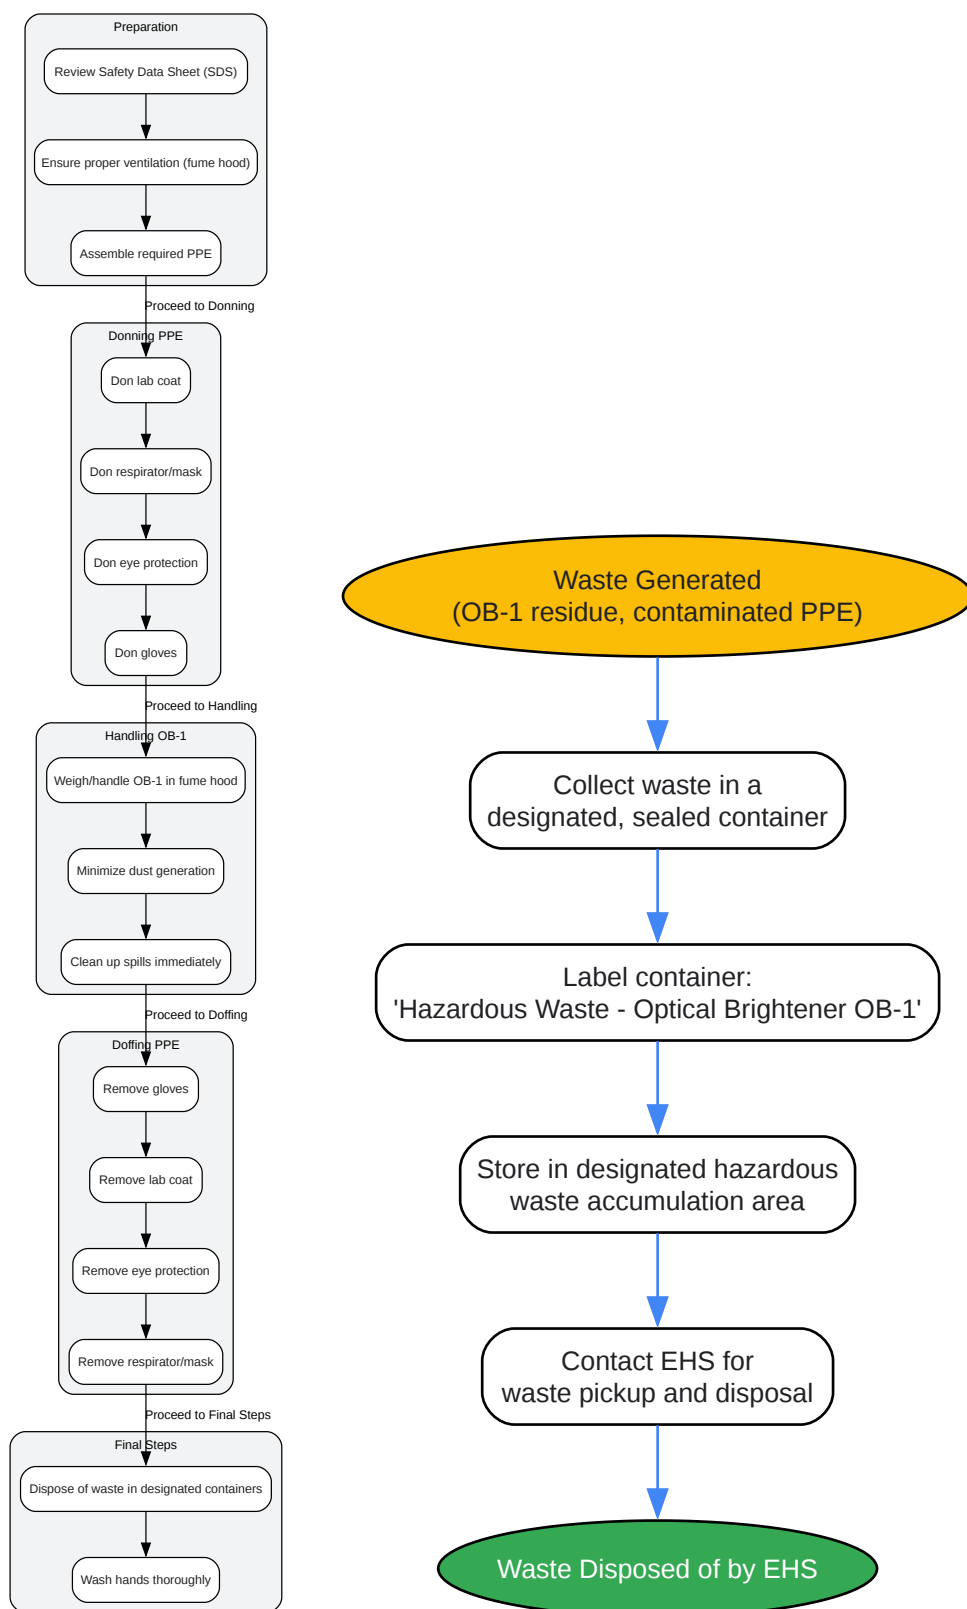 Preparation
Review Safety Data Sheet (SDS)
Ensure proper ventilation (fume hood)
Assemble required PPE
Proceed to Donning
Donning PPE
Don lab coat
Don respirator/mask
Don eye protection
Don gloves
Proceed to Handling
Handling OB-1
Weigh/handle OB-1 in fume hood
Minimize dust generation
Clean up spills immediately
Proceed to Doffing
Doffing PPE
Remove gloves
Remove lab coat
Remove eye protection
Remove respirator/mask
Proceed to Final Steps
Final Steps
Dispose of waste in designated containers
Wash hands thoroughly
Waste Generated
(OB-1 residue, contaminated PPE)
Collect waste in a
designated, sealed container
Label container:
'Hazardous Waste - Optical Brightener OB-1'
Store in designated hazardous
waste accumulation area
Contact EHS for
waste pickup and disposal
Waste Disposed of by EHS